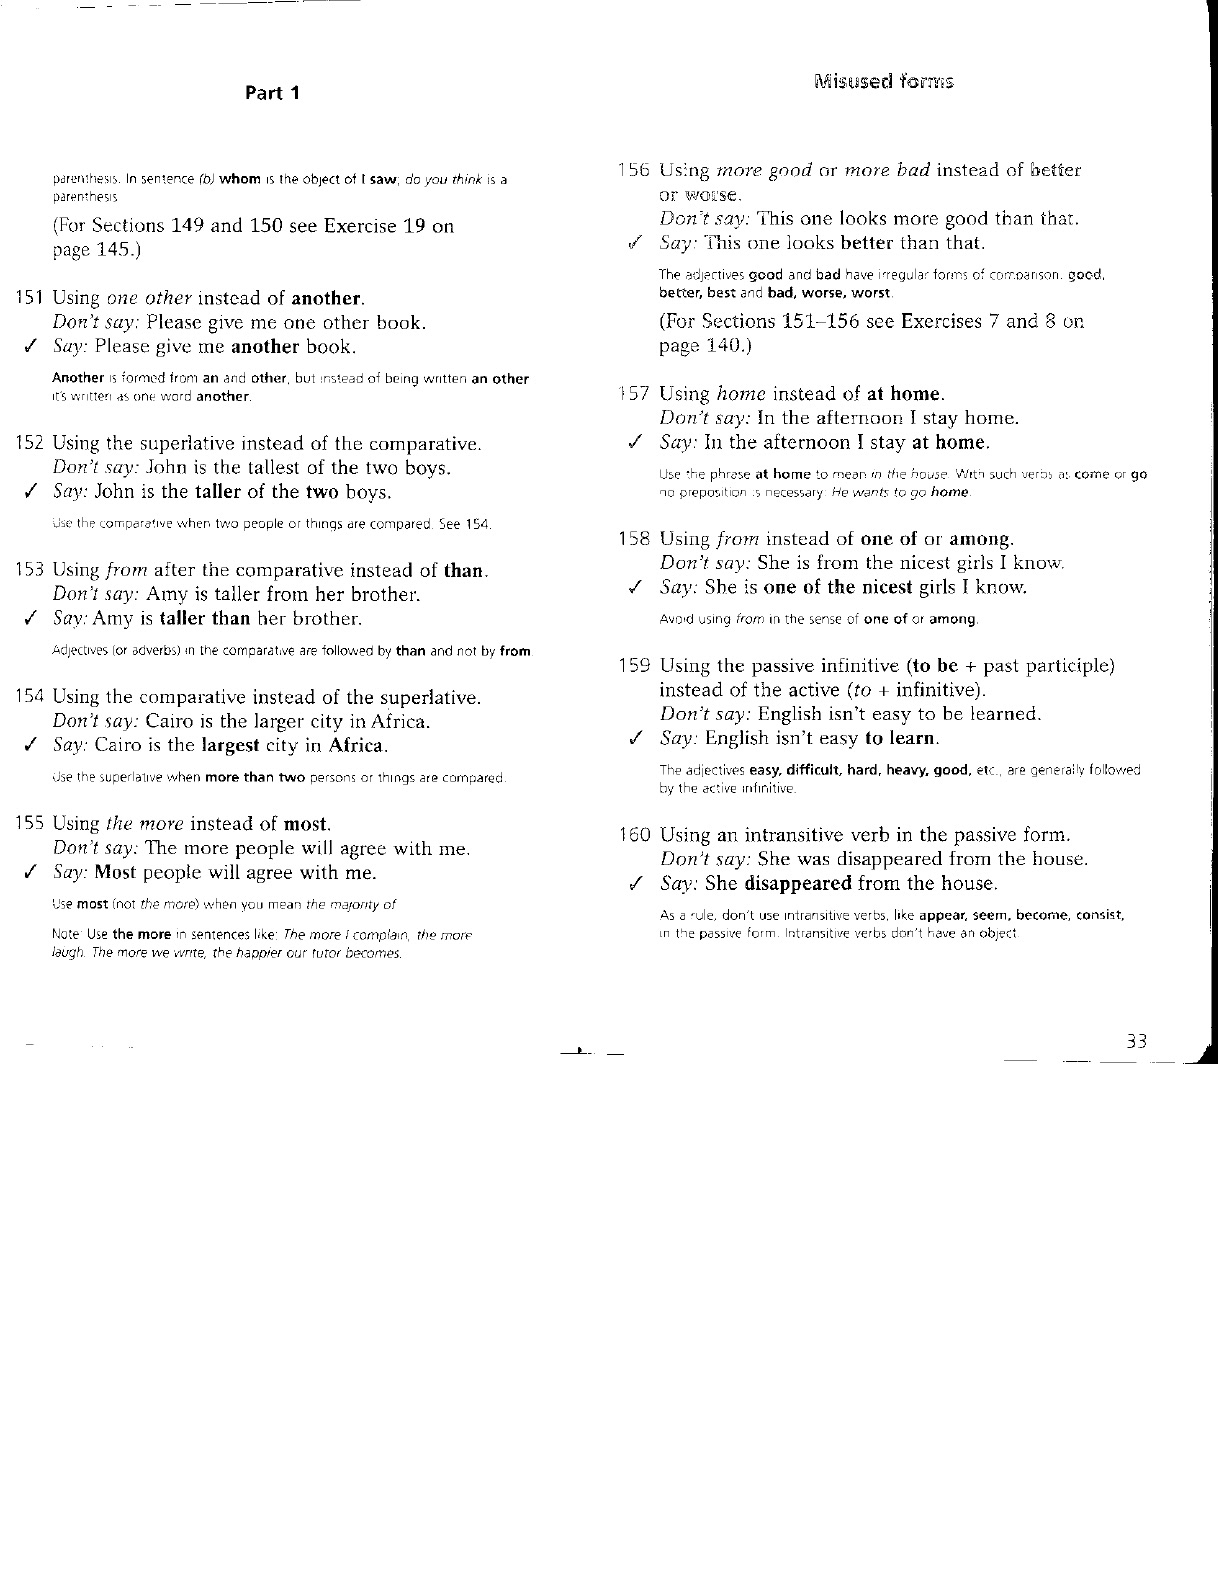 Part 1
parenthesis. In sentence (b) whom is the object of I saw; do you think is a
parenthesis
(For Sections 149 and 150 see Exercise 19 on
page 145.)
151 Using one other instead of another.
Don't say: Please give me one other book.
✓ Say: Please give me another book.
Another is formed from an and other, but instead of being written an other
it's written as one word another.
152 Using the superlative instead of the comparative.
Don't say: John is the tallest of the two boys.
✓ Say: John is the taller of the two boys.
Use the comparative when two people or things are compared. See 154.
153 Using from after the comparative instead of than.
Don't say: Amy is taller from her brother.
✓ Say: Amy is taller than her brother.
Adjectives (or adverbs) in the comparative are followed by than and not by from.
154 Using the comparative instead of the superlative.
Don't say: Cairo is the larger city in Africa.
✓ Say: Cairo is the largest city in Africa.
Use the superlative when more than two persons or things are compared.
155 Using the more instead of most.
Don't say: The more people will agree with me.
✓ Say: Most people will agree with me.
Use most (not the more) when you mean the majority of
Note: Use the more in sentences like: The more I complain, the more
laugh. The more we write, the happier our tutor becomes.
Misused forms
156 Using more good or more bad instead of better
or worse.
Don't say: This one looks more good than that.
✓ Say: This one looks better than that.
The adjectives good and bad have irregular forms of comparison: good,
better, best and bad, worse, worst.
(For Sections 151–156 see Exercises 7 and 8 on
page 140.)
157 Using home instead of at home.
Don't say: In the afternoon I stay home.
✓ Say: In the afternoon I stay at home.
Use the phrase at home to mean in the house. With such verbs as come or go
no preposition is necessary: He wants to go home.
158 Using from instead of one of or among.
Don't say: She is from the nicest girls I know.
✓ Say: She is one of the nicest girls I know.
Avoid using from in the sense of one of or among.
159 Using the passive infinitive (to be + past participle)
instead of the active (to + infinitive).
Don't say: English isn't easy to be learned.
✓ Say: English isn't easy to learn.
The adjectives easy, difficult, hard, heavy, good, etc., are generally followed
by the active infinitive.
160 Using an intransitive verb in the passive form.
Don't say: She was disappeared from the house.
✓ Say: She disappeared from the house.
As a rule, don't use intransitive verbs, like appear, seem, become, consist,
in the passive form. Intransitive verbs don't have an object.
33